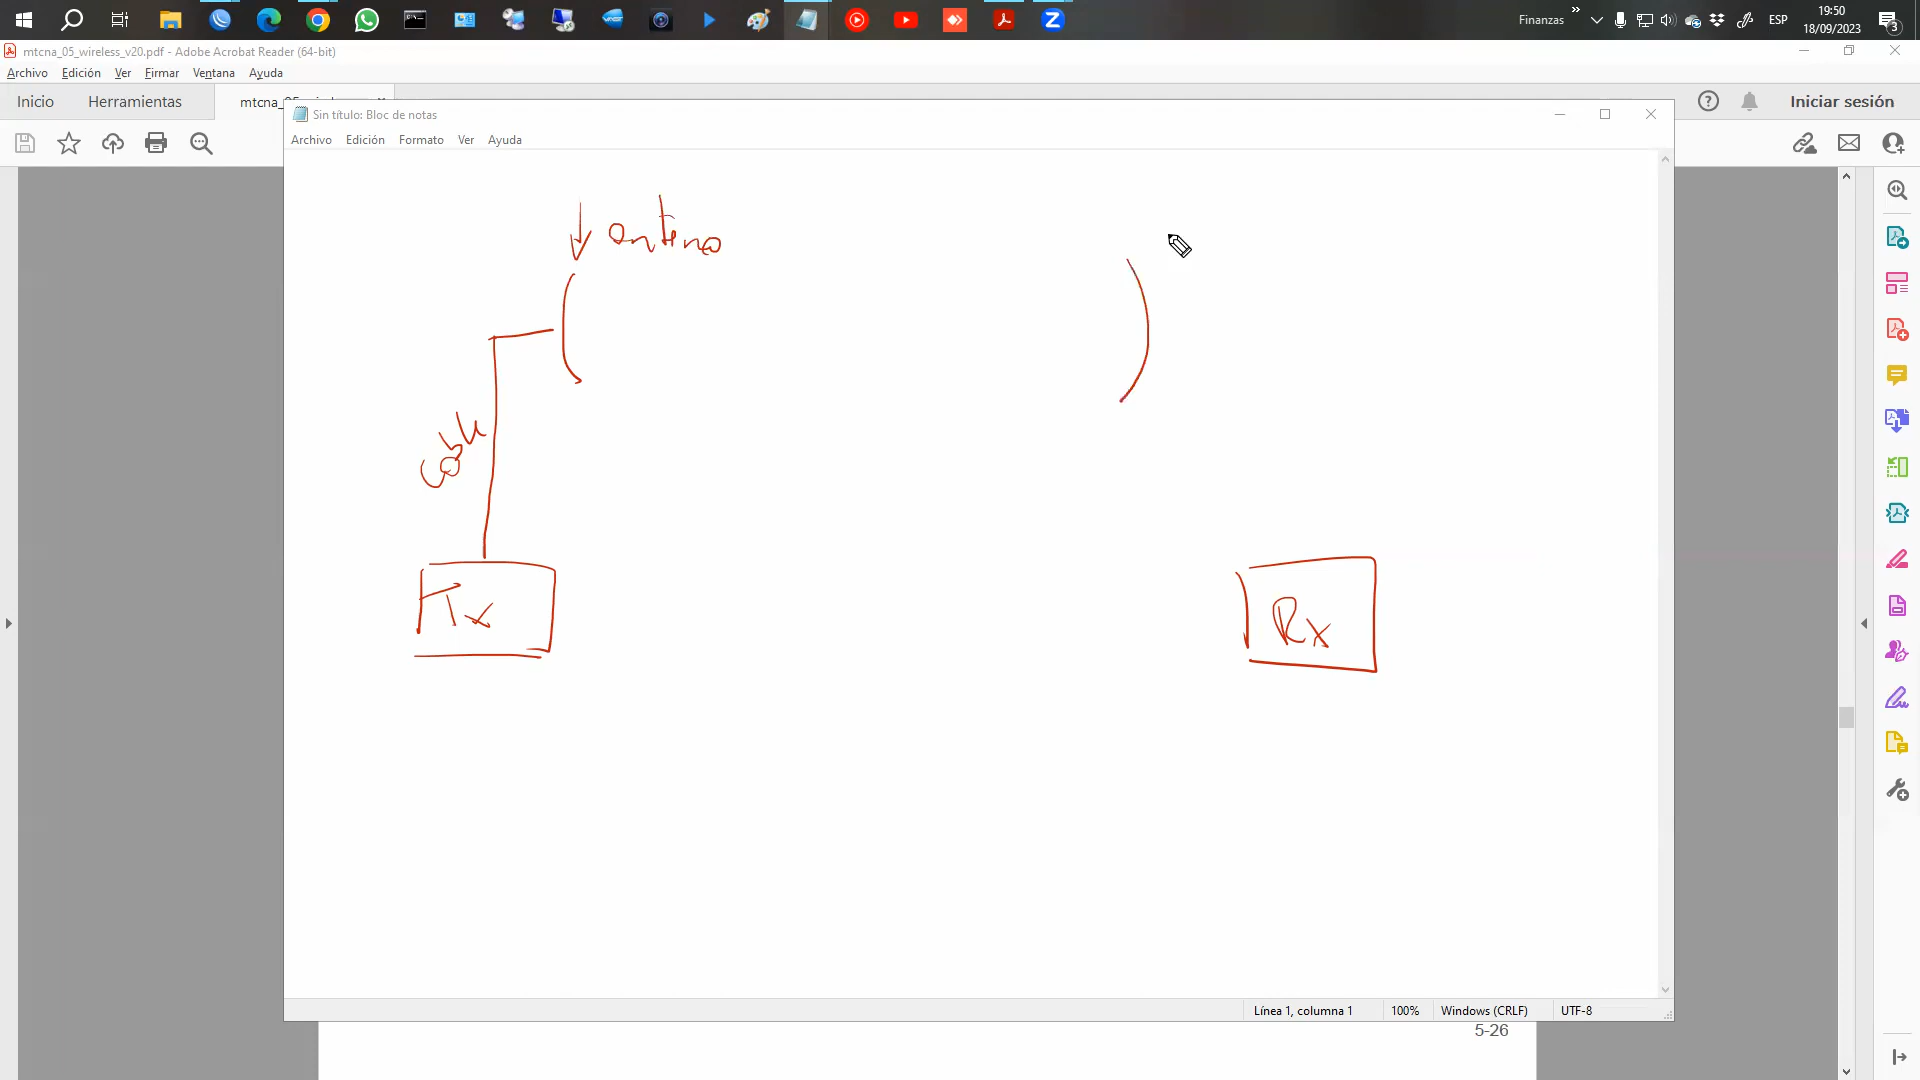 Finanzas
»
ESP
19:50
18/09/2023
3
mtcna_05_wireless_v20.pdf - Adobe Acrobat Reader (64-bit)
Archivo Edición Ver Firmar Ventana Ayuda
Inicio Herramientas
Iniciar sesión
Sin título: Bloc de notas
Archivo Edición Formato Ver Ayuda
antena
cable
Tx
Rx
Línea 1, columna 1 100% Windows (CRLF) UTF-8
5-26